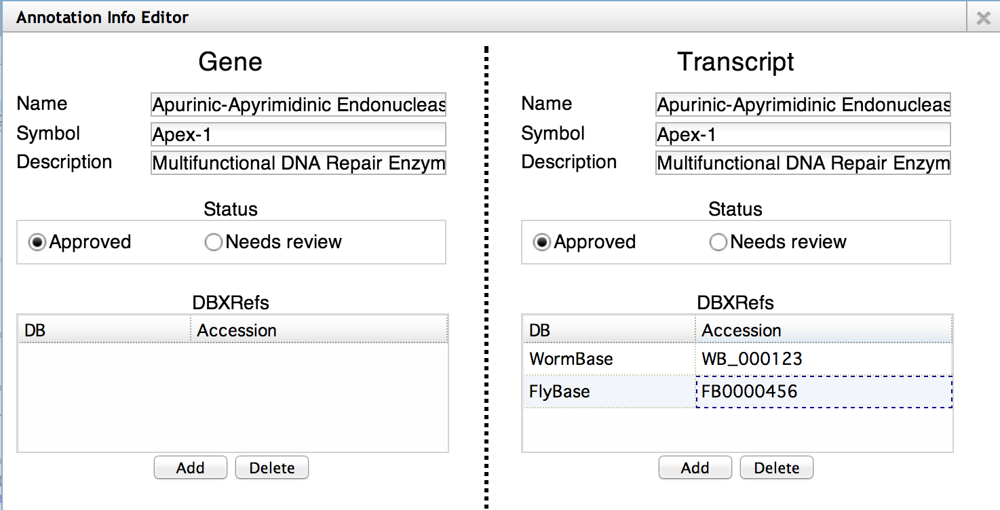 Annotation Info Editor
Gene
Name Apurinic-Apyrimidinic Endonucleas
Symbol Apex-1
Description Multifunctional DNA Repair Enzym
Status
Approved Needs review
DBXRefs
DB Accession
Add Delete
Transcript
Name Apurinic-Apyrimidinic Endonucleas
Symbol Apex-1
Description Multifunctional DNA Repair Enzym
Status
Approved Needs review
DBXRefs
DB Accession
WormBase WB_000123
FlyBase FB0000456
Add Delete